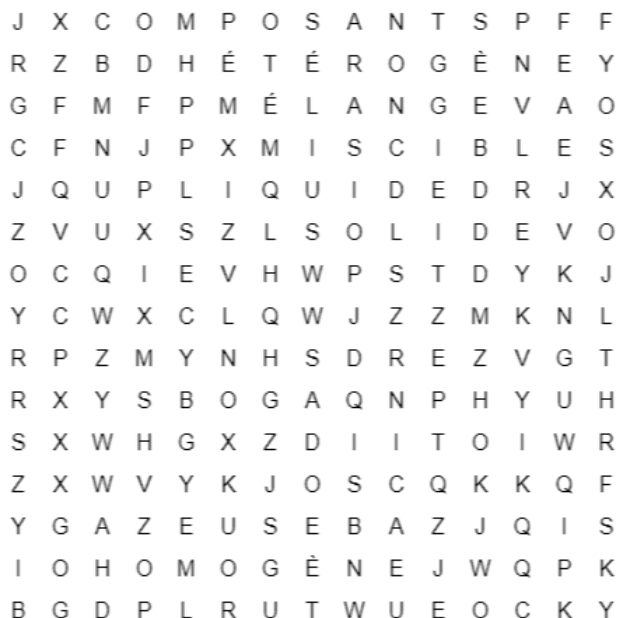 J X C O M P O S A N T S P F F
R Z B D H É T É R O G È N E Y
G F M F P M É L A N G E V A O
C F N J P X M I S C I B L E S
J Q U P L I Q U I D E D R J X
Z V U X S Z L S O L I D E V O
O C Q I E V H W P S T D Y K J
Y C W X C L Q W J Z Z M K N L
R P Z M Y N H S D R E Z V G T
R X Y S B O G A Q N P H Y U H
S X W H G X Z D I I T O I W R
Z X W V Y K J O S C Q K K Q F
Y G A Z E U S E B A Z J Q I S
I O H O M O G È N E J W Q P K
B G D P L R U T W U E O C K Y